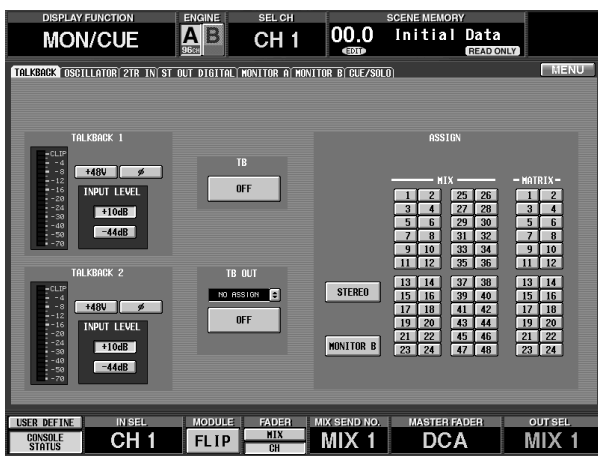 DISPLAY FUNCTION ENGINE SEL CH SCENE MEMORY
MON/CUE A B 96CH CH 1 00.0 EDIT Initial Data READ ONLY
TALKBACK OSCILLATOR 2TR IN ST OUT DIGITAL MONITOR A MONITOR B CUE/SOLO MENU
TALKBACK 1
CLIP
-4
-8
-12
-16
-20
-24
-30
-40
-50
-70
+48V ø
INPUT LEVEL
+10dB
-44dB
TB
OFF
TALKBACK 2
CLIP
-4
-8
-12
-16
-20
-24
-30
-40
-50
-70
+48V ø
INPUT LEVEL
+10dB
-44dB
TB OUT
NO ASSIGN
OFF
ASSIGN
MIX MATRIX
1 2 25 26 1 2
3 4 27 28 3 4
5 6 29 30 5 6
7 8 31 32 7 8
9 10 33 34 9 10
11 12 35 36 11 12
STEREO
13 14 37 38 13 14
15 16 39 40 15 16
17 18 41 42 17 18
19 20 43 44 19 20
21 22 45 46 21 22
23 24 47 48 23 24
MONITOR B
USER DEFINE IN SEL MODULE FADER MIX SEND NO. MASTER FADER OUT SEL
CONSOLE STATUS CH 1 FLIP MIX CH MIX 1 DCA MIX 1